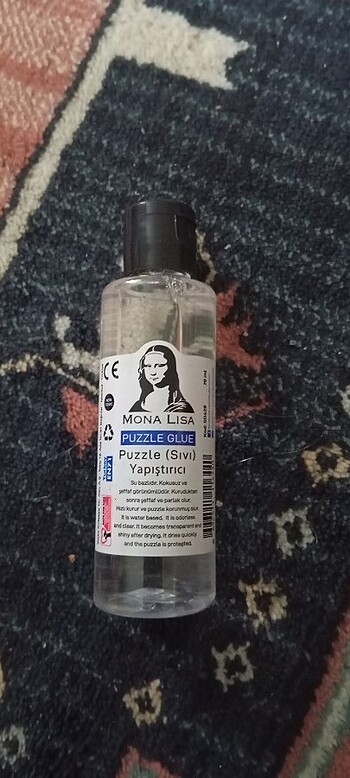 CE
MONA LISA
PUZZLE GLUE
Puzzle (Sıvı)
Yapıştırıcı
Su bazlıdır. Kokusuz ve
şeffaf görünümlüdür. Kuruduktan
sonra şeffaf ve parlak olur.
Hızlı kurur ve puzzle korunmuş olur.
It is water based. It is odorless
and clear. It becomes transparent and
shiny after drying. It dries quickly
and the puzzle is protected.
70 ml